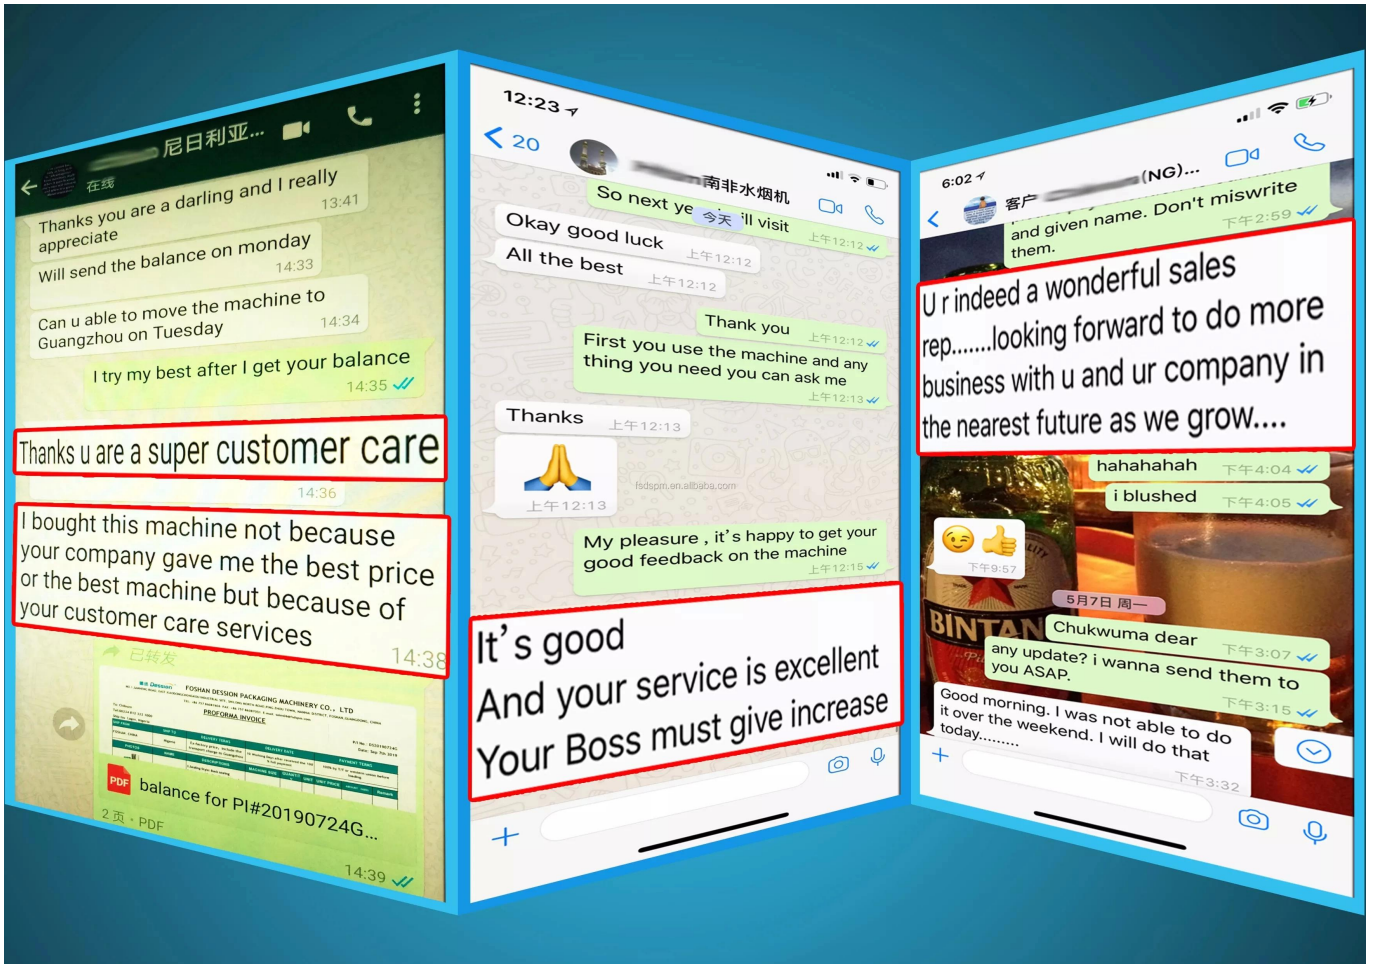 尼日利亚...
在线
Thanks you are a darling and I really
appreciate
13:41
Will send the balance on monday
14:33
Can u able to move the machine to
Guangzhou on Tuesday
14:34
I try my best after I get your balance
14:35
Thanks u are a super customer care
14:36
I bought this machine not because
your company gave me the best price
or the best machine but because of
your customer care services
14:38
已转发
Dession
FOSHAN DESSION PACKAGING MACHINERY CO., LTD
PROFORMA INVOICE
PDF
balance for PI#20190724G...
2 页 • PDF
14:39
12:23
20
南非水烟机
So next ye ill visit
今天
上午12:12
Okay good luck
上午12:12
All the best
上午12:12
Thank you
上午12:12
First you use the machine and any
thing you need you can ask me
上午12:13
Thanks
上午12:13
上午12:13
fsdspm.en.alibaba.com
My pleasure , it's happy to get your
good feedback on the machine
上午12:15
It's good
And your service is excellent
Your Boss must give increase
6:02
客户
(NG)...
and given name. Don't miswrite
them.
下午2:59
U r indeed a wonderful sales
rep.......looking forward to do more
business with u and ur company in
the nearest future as we grow....
hahahahah
下午4:04
i blushed
下午4:05
下午9:57
BINTAN
5月7日 周一
Chukwuma dear
下午3:07
any update? i wanna send them to
you ASAP.
下午3:15
Good morning. I was not able to do
it over the weekend. I will do that
today.........
下午3:32